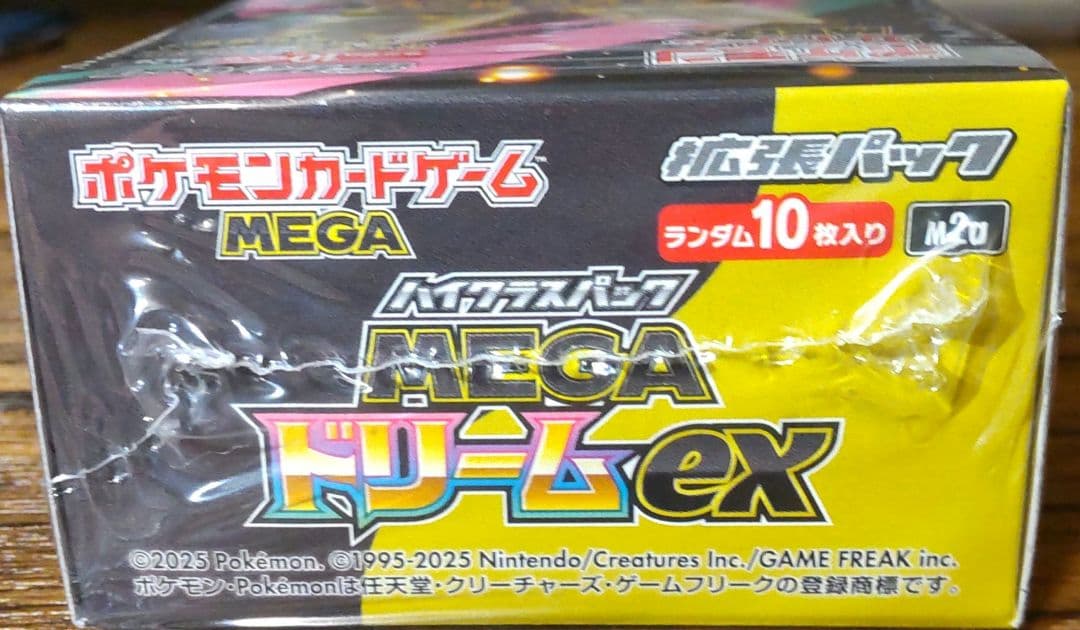 ポケモンカードゲーム™
MEGA
拡張パック
ランダム10枚入り
M2a
ハイクラスパック
MEGA
ドリームex
©2025 Pokémon. ©1995-2025 Nintendo/Creatures Inc./GAME FREAK inc.
ポケモン・Pokémonは任天堂・クリーチャーズ・ゲームフリークの登録商標です。